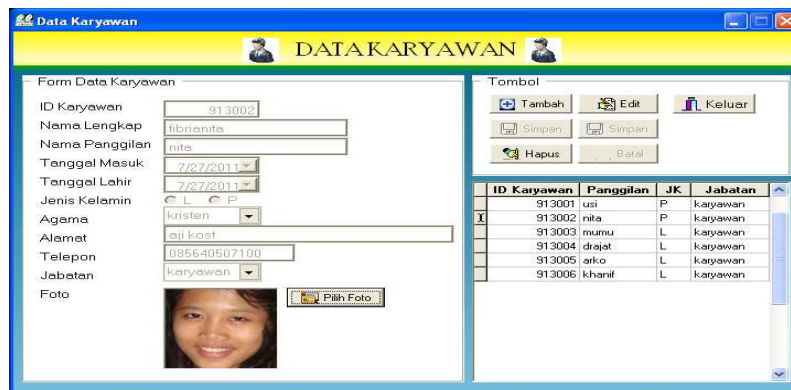 Data Karyawan
DATA KARYAWAN
Form Data Karyawan
ID Karyawan 913002
Nama Lengkap fibrianita
Nama Panggilan nita
Tanggal Masuk 7/27/2011
Tanggal Lahir 7/27/2011
Jenis Kelamin L P
Agama kristen
Alamat aji kost
Telepon 085640507100
Jabatan karyawan
Foto Pilih Foto
Tombol
Tambah Edit Keluar
Simpan Simpan
Hapus Batal
ID Karyawan Panggilan JK Jabatan
913001 usi P karyawan
913002 nita P karyawan
913003 mumu L karyawan
913004 drajat L karyawan
913005 arko L karyawan
913006 khanif L karyawan